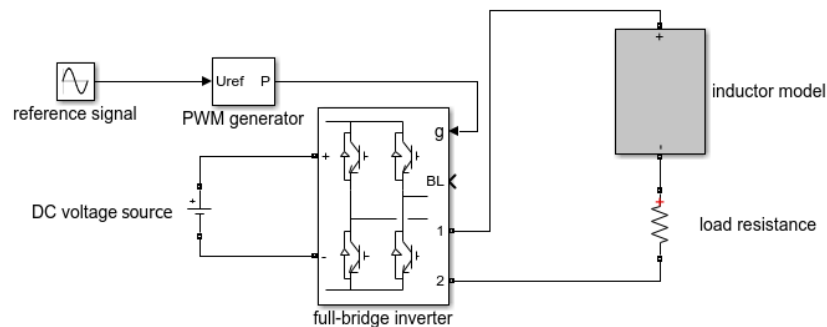 +
inductor model
-
Uref P
reference signal
PWM generator
g
+
BL
DC voltage source
+
+
load resistance
1
-
2
full-bridge inverter